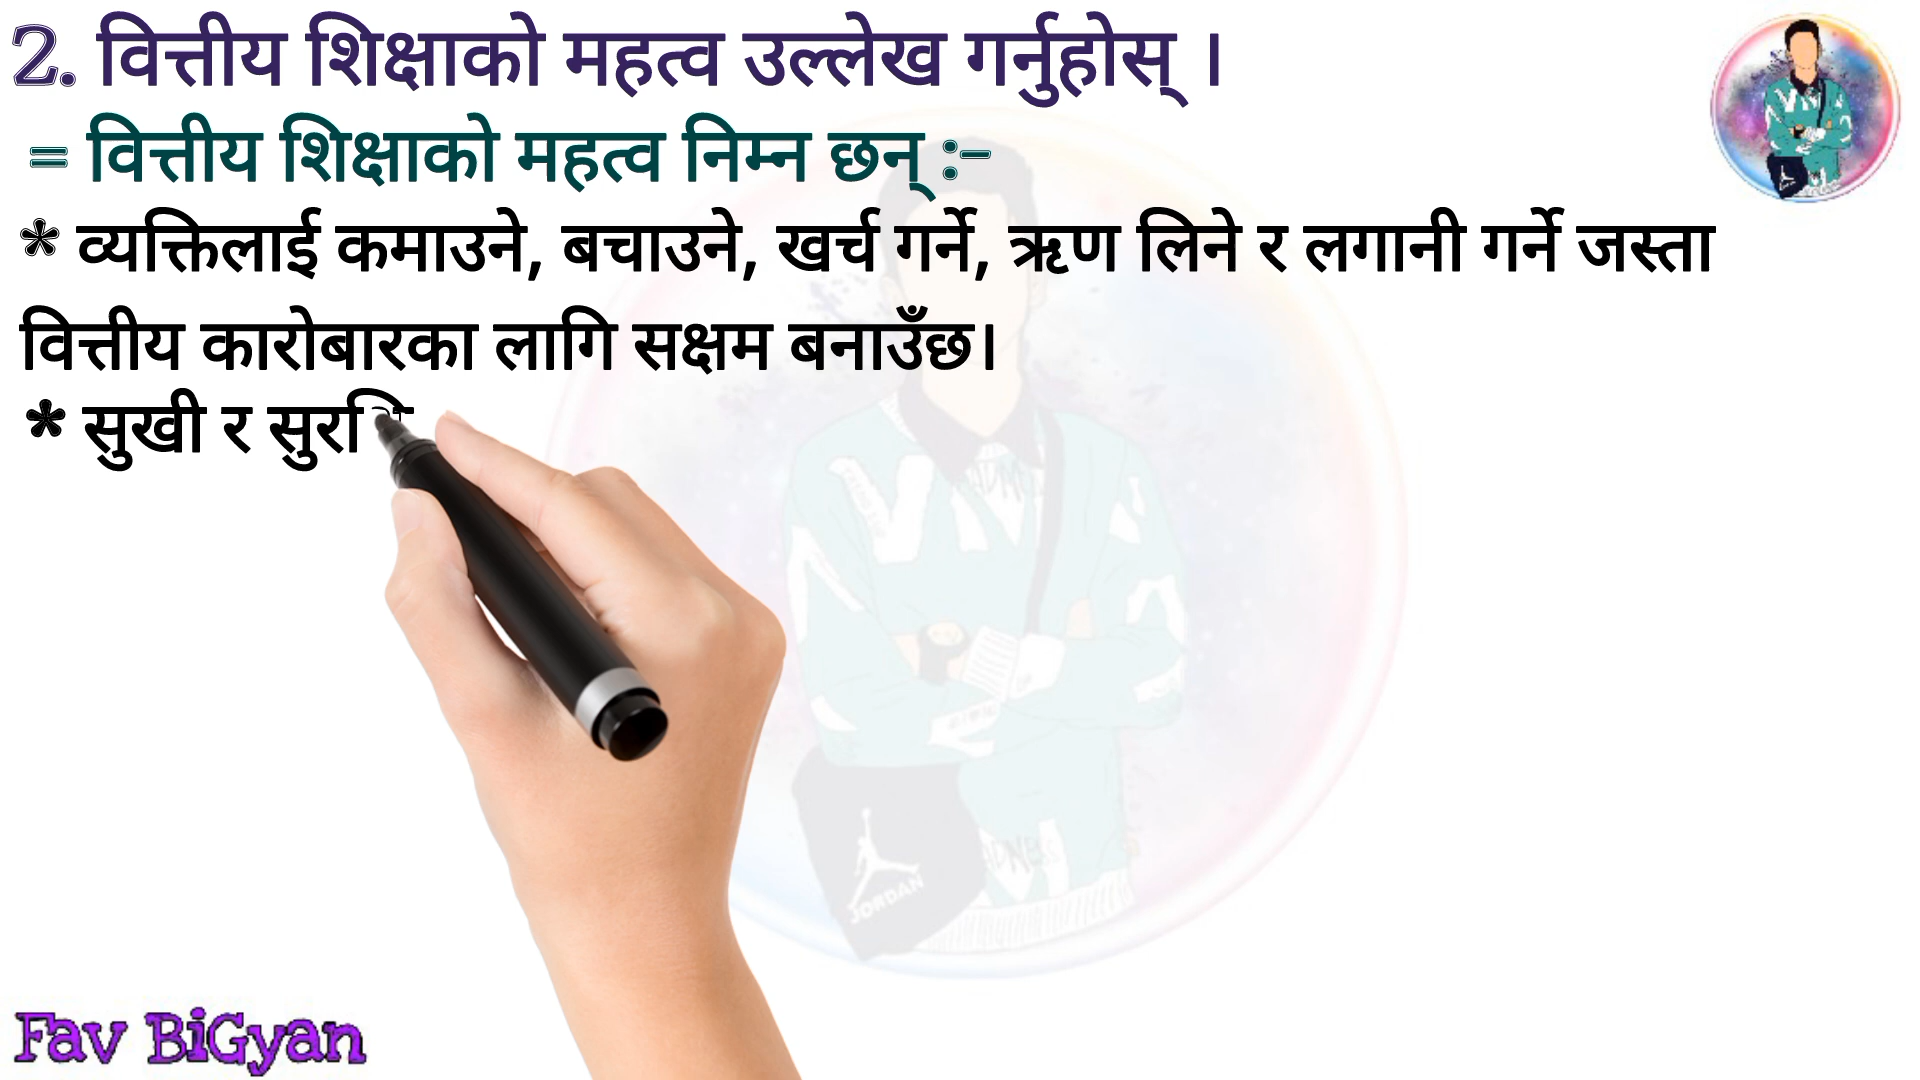 2. वित्तीय शिक्षाको महत्व उल्लेख गर्नुहोस् ।
= वित्तीय शिक्षाको महत्व निम्न छन् :-
* व्यक्तिलाई कमाउने, बचाउने, खर्च गर्ने, ऋण लिने र लगानी गर्ने जस्ता
वित्तीय कारोबारका लागि सक्षम बनाउँछ।
* सुखी र
JORDAN
Fav BiGyan